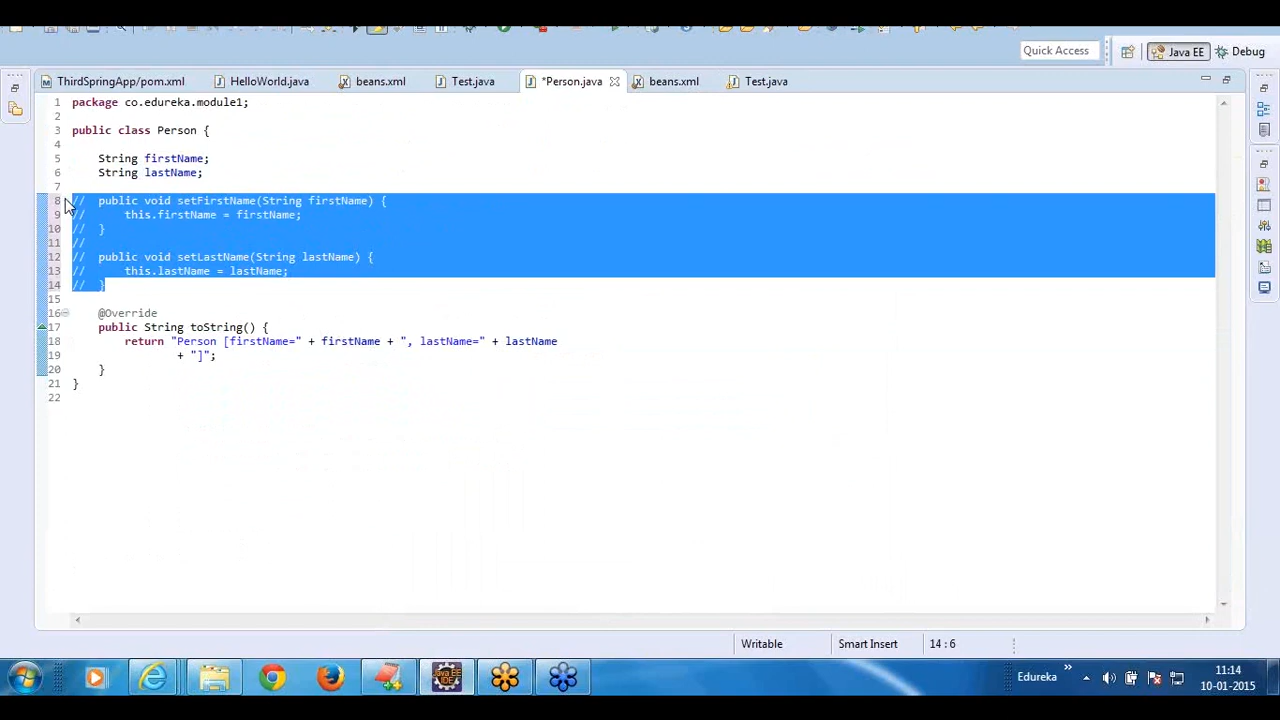 Quick Access
Java EE
Debug
ThirdSpringApp/pom.xml
HelloWorld.java
beans.xml
Test.java
*Person.java
beans.xml
Test.java
1 package co.edureka.module1;
2
3 public class Person {
4
5 String firstName;
6 String lastName;
7
8 // public void setFirstName(String firstName) {
9 // this.firstName = firstName;
10 // }
11 //
12 // public void setLastName(String lastName) {
13 // this.lastName = lastName;
14 // }
15
16 @Override
17 public String toString() {
18 return "Person [firstName=" + firstName + ", lastName=" + lastName
19 + "]";
20 }
21 }
22
Writable
Smart Insert
14 : 6
Java EE
IDE
Edureka
11:14
10-01-2015